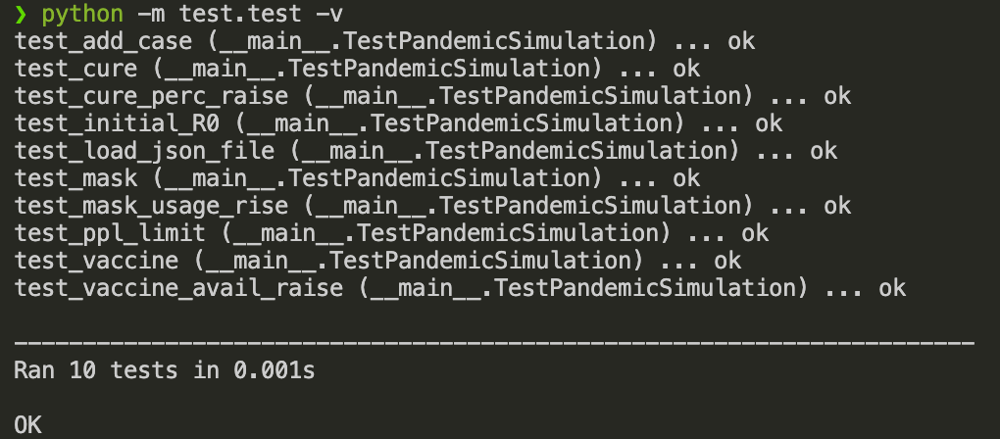 ❯ python -m test.test -v
test_add_case (__main__.TestPandemicSimulation) ... ok
test_cure (__main__.TestPandemicSimulation) ... ok
test_cure_perc_raise (__main__.TestPandemicSimulation) ... ok
test_initial_R0 (__main__.TestPandemicSimulation) ... ok
test_load_json_file (__main__.TestPandemicSimulation) ... ok
test_mask (__main__.TestPandemicSimulation) ... ok
test_mask_usage_rise (__main__.TestPandemicSimulation) ... ok
test_ppl_limit (__main__.TestPandemicSimulation) ... ok
test_vaccine (__main__.TestPandemicSimulation) ... ok
test_vaccine_avail_raise (__main__.TestPandemicSimulation) ... ok
----------------------------------------------------------------------
Ran 10 tests in 0.001s
OK